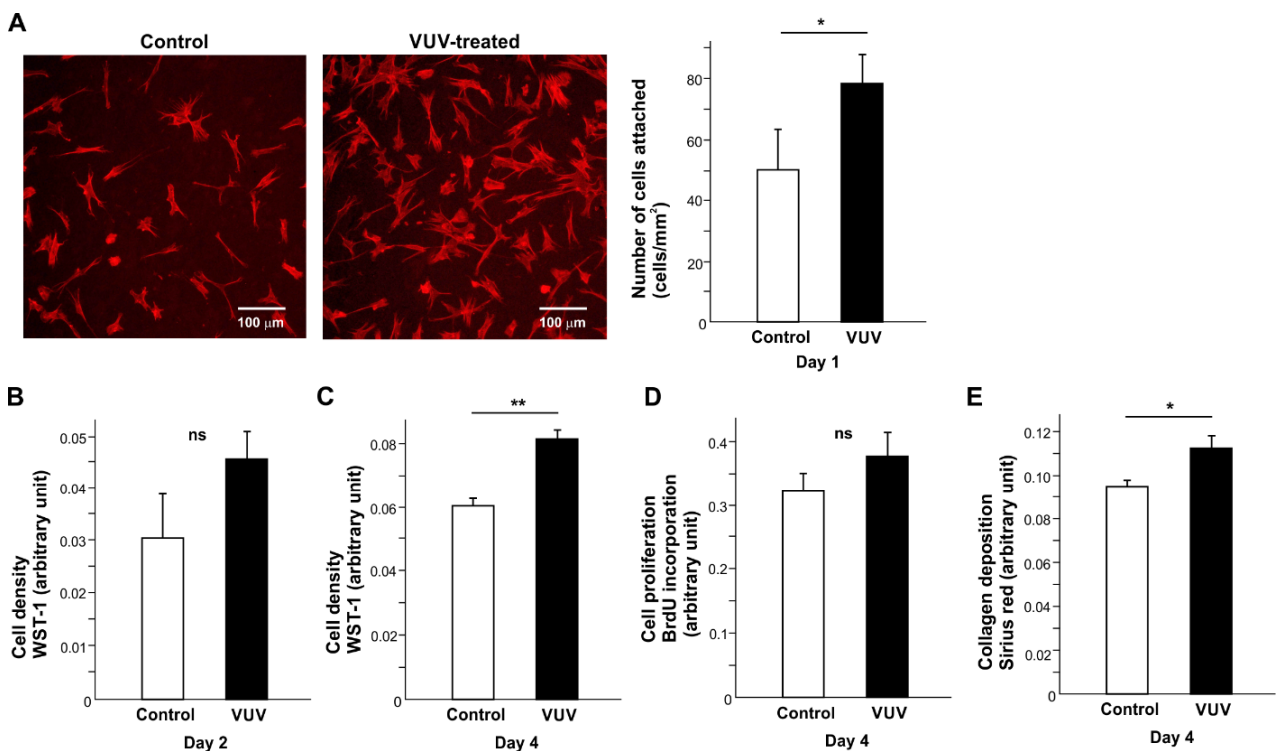 A
Control
VUV-treated
100 μm
100 μm
*
Number of cells attached
(cells/mm²)
80
60
40
20
0
Control
VUV
Day 1
B
ns
Cell density
WST-1 (arbitrary unit)
0.05
0.04
0.03
0.02
0.01
0
Control
VUV
Day 2
C
**
Cell density
WST-1 (arbitrary unit)
0.08
0.06
0.04
0.02
0
Control
VUV
Day 4
D
ns
Cell proliferation
BrdU incorporation
(arbitrary unit)
0.4
0.3
0.2
0.1
0
Control
VUV
Day 4
E
*
Collagen deposition
Sirius red (arbitrary unit)
0.12
0.10
0.08
0.06
0.04
0.02
0
Control
VUV
Day 4